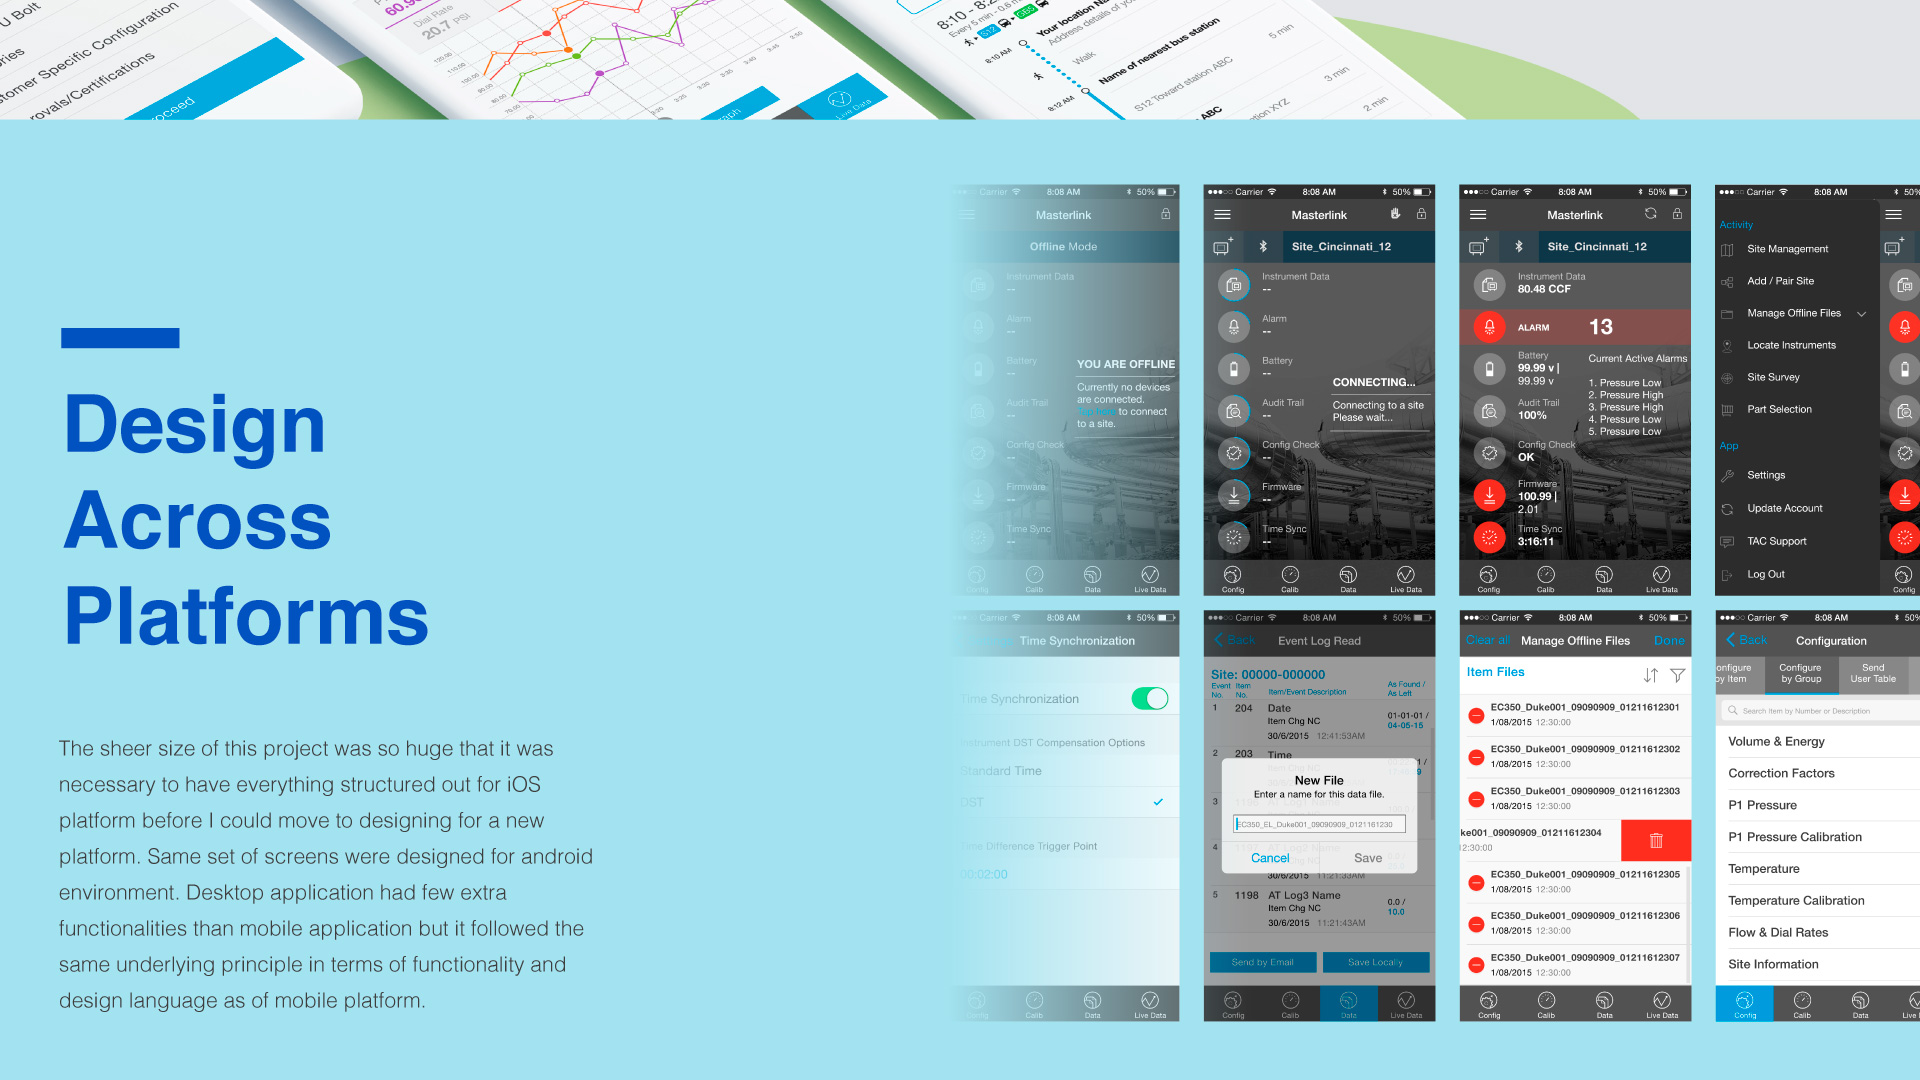 U Bolt
ries
tomer Specific Configuration
rovals/Certifications
oceed
60.9
Dial Rate
20.7 PSI
raph
Live Data
8:10 - 8:2
Every 5 min - 0.6 m
S12
8:10 AM
Your location N
Address details of yo
Walk
5 min
Name of nearest bus station
8:12 AM
S12 Toward station ABC
3 min
ABC
tion XYZ
2 min
Design
Across
Platforms
The sheer size of this project was so huge that it was
necessary to have everything structured out for iOS
platform before I could move to designing for a new
platform. Same set of screens were designed for android
environment. Desktop application had few extra
functionalities than mobile application but it followed the
same underlying principle in terms of functionality and
design language as of mobile platform.
Carrier 8:08 AM 50%
Masterlink
Offline Mode
Instrument Data
--
Alarm
--
Battery
--
Audit Trail
--
Config Check
--
Firmware
--
Time Sync
--
YOU ARE OFFLINE
Currently no devices
are connected.
Tap here to connect
to a site.
Config Calib Data Live Data
Carrier 8:08 AM 50%
Masterlink
Site_Cincinnati_12
Instrument Data
--
Alarm
--
Battery
--
Audit Trail
--
Config Check
--
Firmware
--
Time Sync
--
CONNECTING...
Connecting to a site
Please wait...
Config Calib Data Live Data
Carrier 8:08 AM 50%
Masterlink
Site_Cincinnati_12
Instrument Data
80.48 CCF
ALARM 13
Battery
99.99 v |
99.99 v
Audit Trail
100%
Config Check
OK
Firmware
100.99 |
2.01
Time Sync
3:16:11
Current Active Alarms
1. Pressure Low
2. Pressure High
3. Pressure High
4. Pressure Low
5. Pressure Low
Config Calib Data Live Data
Carrier 8:08 AM 50%
Activity
Site Management
Add / Pair Site
Manage Offline Files
Locate Instruments
Site Survey
Part Selection
App
Settings
Update Account
TAC Support
Log Out
Config
Carrier 8:08 AM 50%
Time Synchronization
Time Synchronization
Instrument DST Compensation Options
Standard Time
DST
Time Difference Trigger Point
00:02:00
Config Calib Data Live Data
Carrier 8:08 AM 50%
Back Event Log Read
Site: 00000-000000
Event No. Item No. Item/Event Description As Found / As Left
1 204 Date
Item Chg NC
30/6/2015 12:41:53AM
01-01-01 /
04-05-15
2 203 Time
New File
Enter a name for this data file.
EC350_EL_Duke001_09090909_0121161230
Cancel Save
3
4
30/6/2015 11:21:33AM
5 1198 AT Log3 Name
Item Chg NC
30/6/2015 11:21:43AM
0.0 /
10.0
Send by Email Save Locally
Config Calib Data Live Data
Carrier 8:08 AM 50%
Clear all Manage Offline Files Done
Item Files
EC350_Duke001_09090909_01211612301
1/08/2015 12:30:00
EC350_Duke001_09090909_01211612302
1/08/2015 12:30:00
EC350_Duke001_09090909_01211612303
1/08/2015 12:30:00
ke001_09090909_01211612304
12:30:00
EC350_Duke001_09090909_01211612305
1/08/2015 12:30:00
EC350_Duke001_09090909_01211612306
1/08/2015 12:30:00
EC350_Duke001_09090909_01211612307
1/08/2015 12:30:00
Config Calib Data Live Data
Carrier 8:08 AM 50%
Back Configuration
onfigure
by Item
Configure
by Group
Send
User Table
Search Item by Number or Description
Volume & Energy
Correction Factors
P1 Pressure
P1 Pressure Calibration
Temperature
Temperature Calibration
Flow & Dial Rates
Site Information
Config Calib Data Live